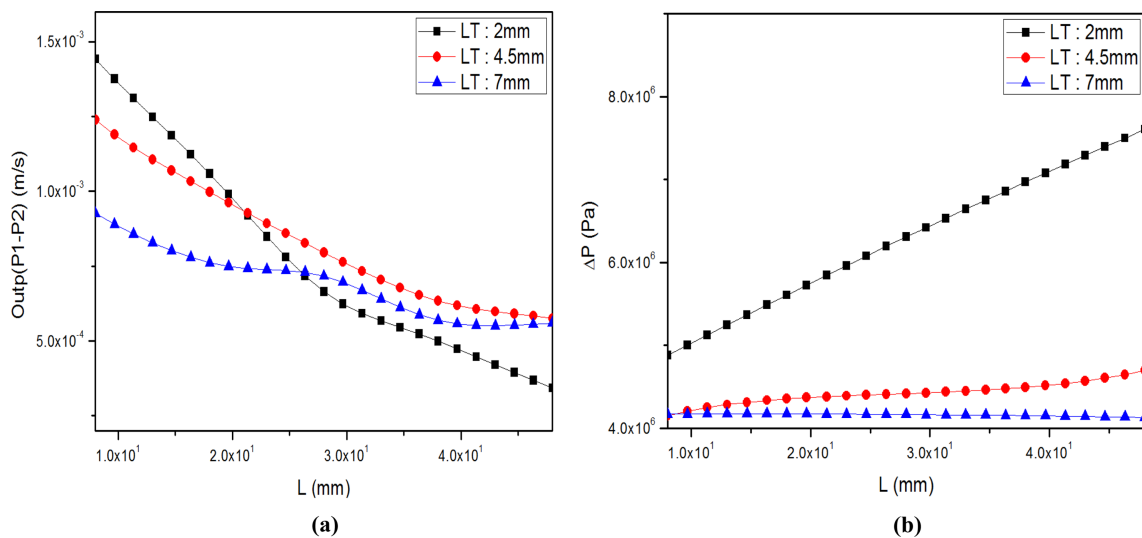 LT : 2mm
LT : 4.5mm
LT : 7mm
1.5x10⁻³
1.0x10⁻³
5.0x10⁻⁴
Outp(P1-P2) (m/s)
1.0x10¹
2.0x10¹
3.0x10¹
4.0x10¹
L (mm)
(a)
LT : 2mm
LT : 4.5mm
LT : 7mm
8.0x10⁶
6.0x10⁶
4.0x10⁶
ΔP (Pa)
1.0x10¹
2.0x10¹
3.0x10¹
4.0x10¹
L (mm)
(b)